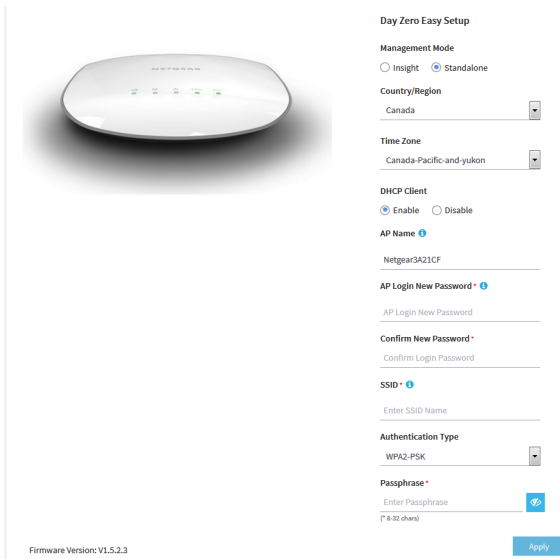 NETGEAR
Day Zero Easy Setup
Management Mode
Insight Standalone
Country/Region
Canada
Time Zone
Canada-Pacific-and-yukon
DHCP Client
Enable Disable
AP Name
Netgear3A21CF
AP Login New Password *
AP Login New Password
Confirm New Password *
Confirm Login Password
SSID *
Enter SSID Name
Authentication Type
WPA2-PSK
Passphrase *
Enter Passphrase
(* 8-32 chars)
Apply
Firmware Version: V1.5.2.3